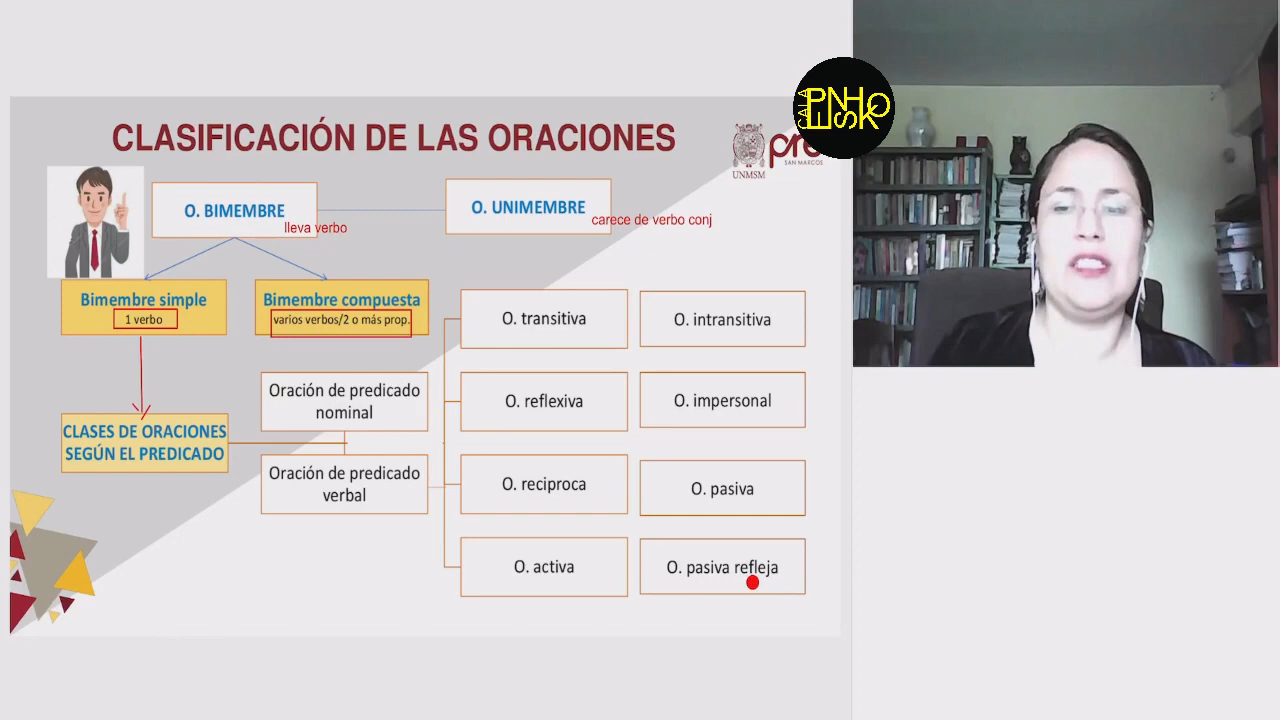 CLASIFICACIÓN DE LAS ORACIONES
UNMSM
SAN MARCOS
O. BIMEMBRE
lleva verbo
O. UNIMEMBRE
carece de verbo conj
Bimembre simple
1 verbo
Bimembre compuesta
varios verbos/2 o más prop.
CLASES DE ORACIONES
SEGÚN EL PREDICADO
Oración de predicado
nominal
Oración de predicado
verbal
O. transitiva
O. intransitiva
O. reflexiva
O. impersonal
O. reciproca
O. pasiva
O. activa
O. pasiva refleja